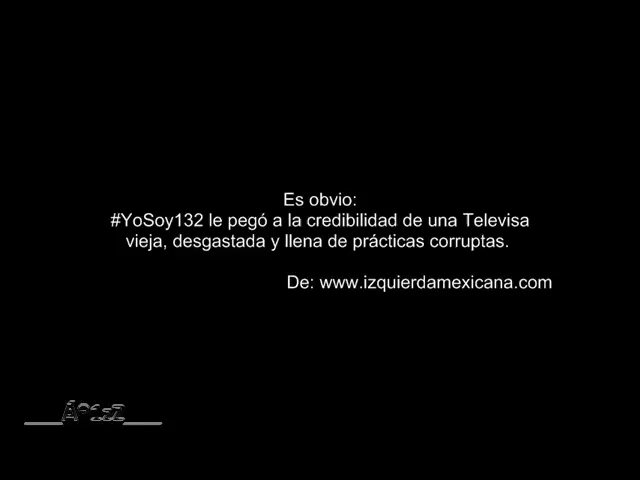 Es obvio:
#YoSoy132 le pegó a la credibilidad de una Televisa
vieja, desgastada y llena de prácticas corruptas.
De: www.izquierdamexicana.com